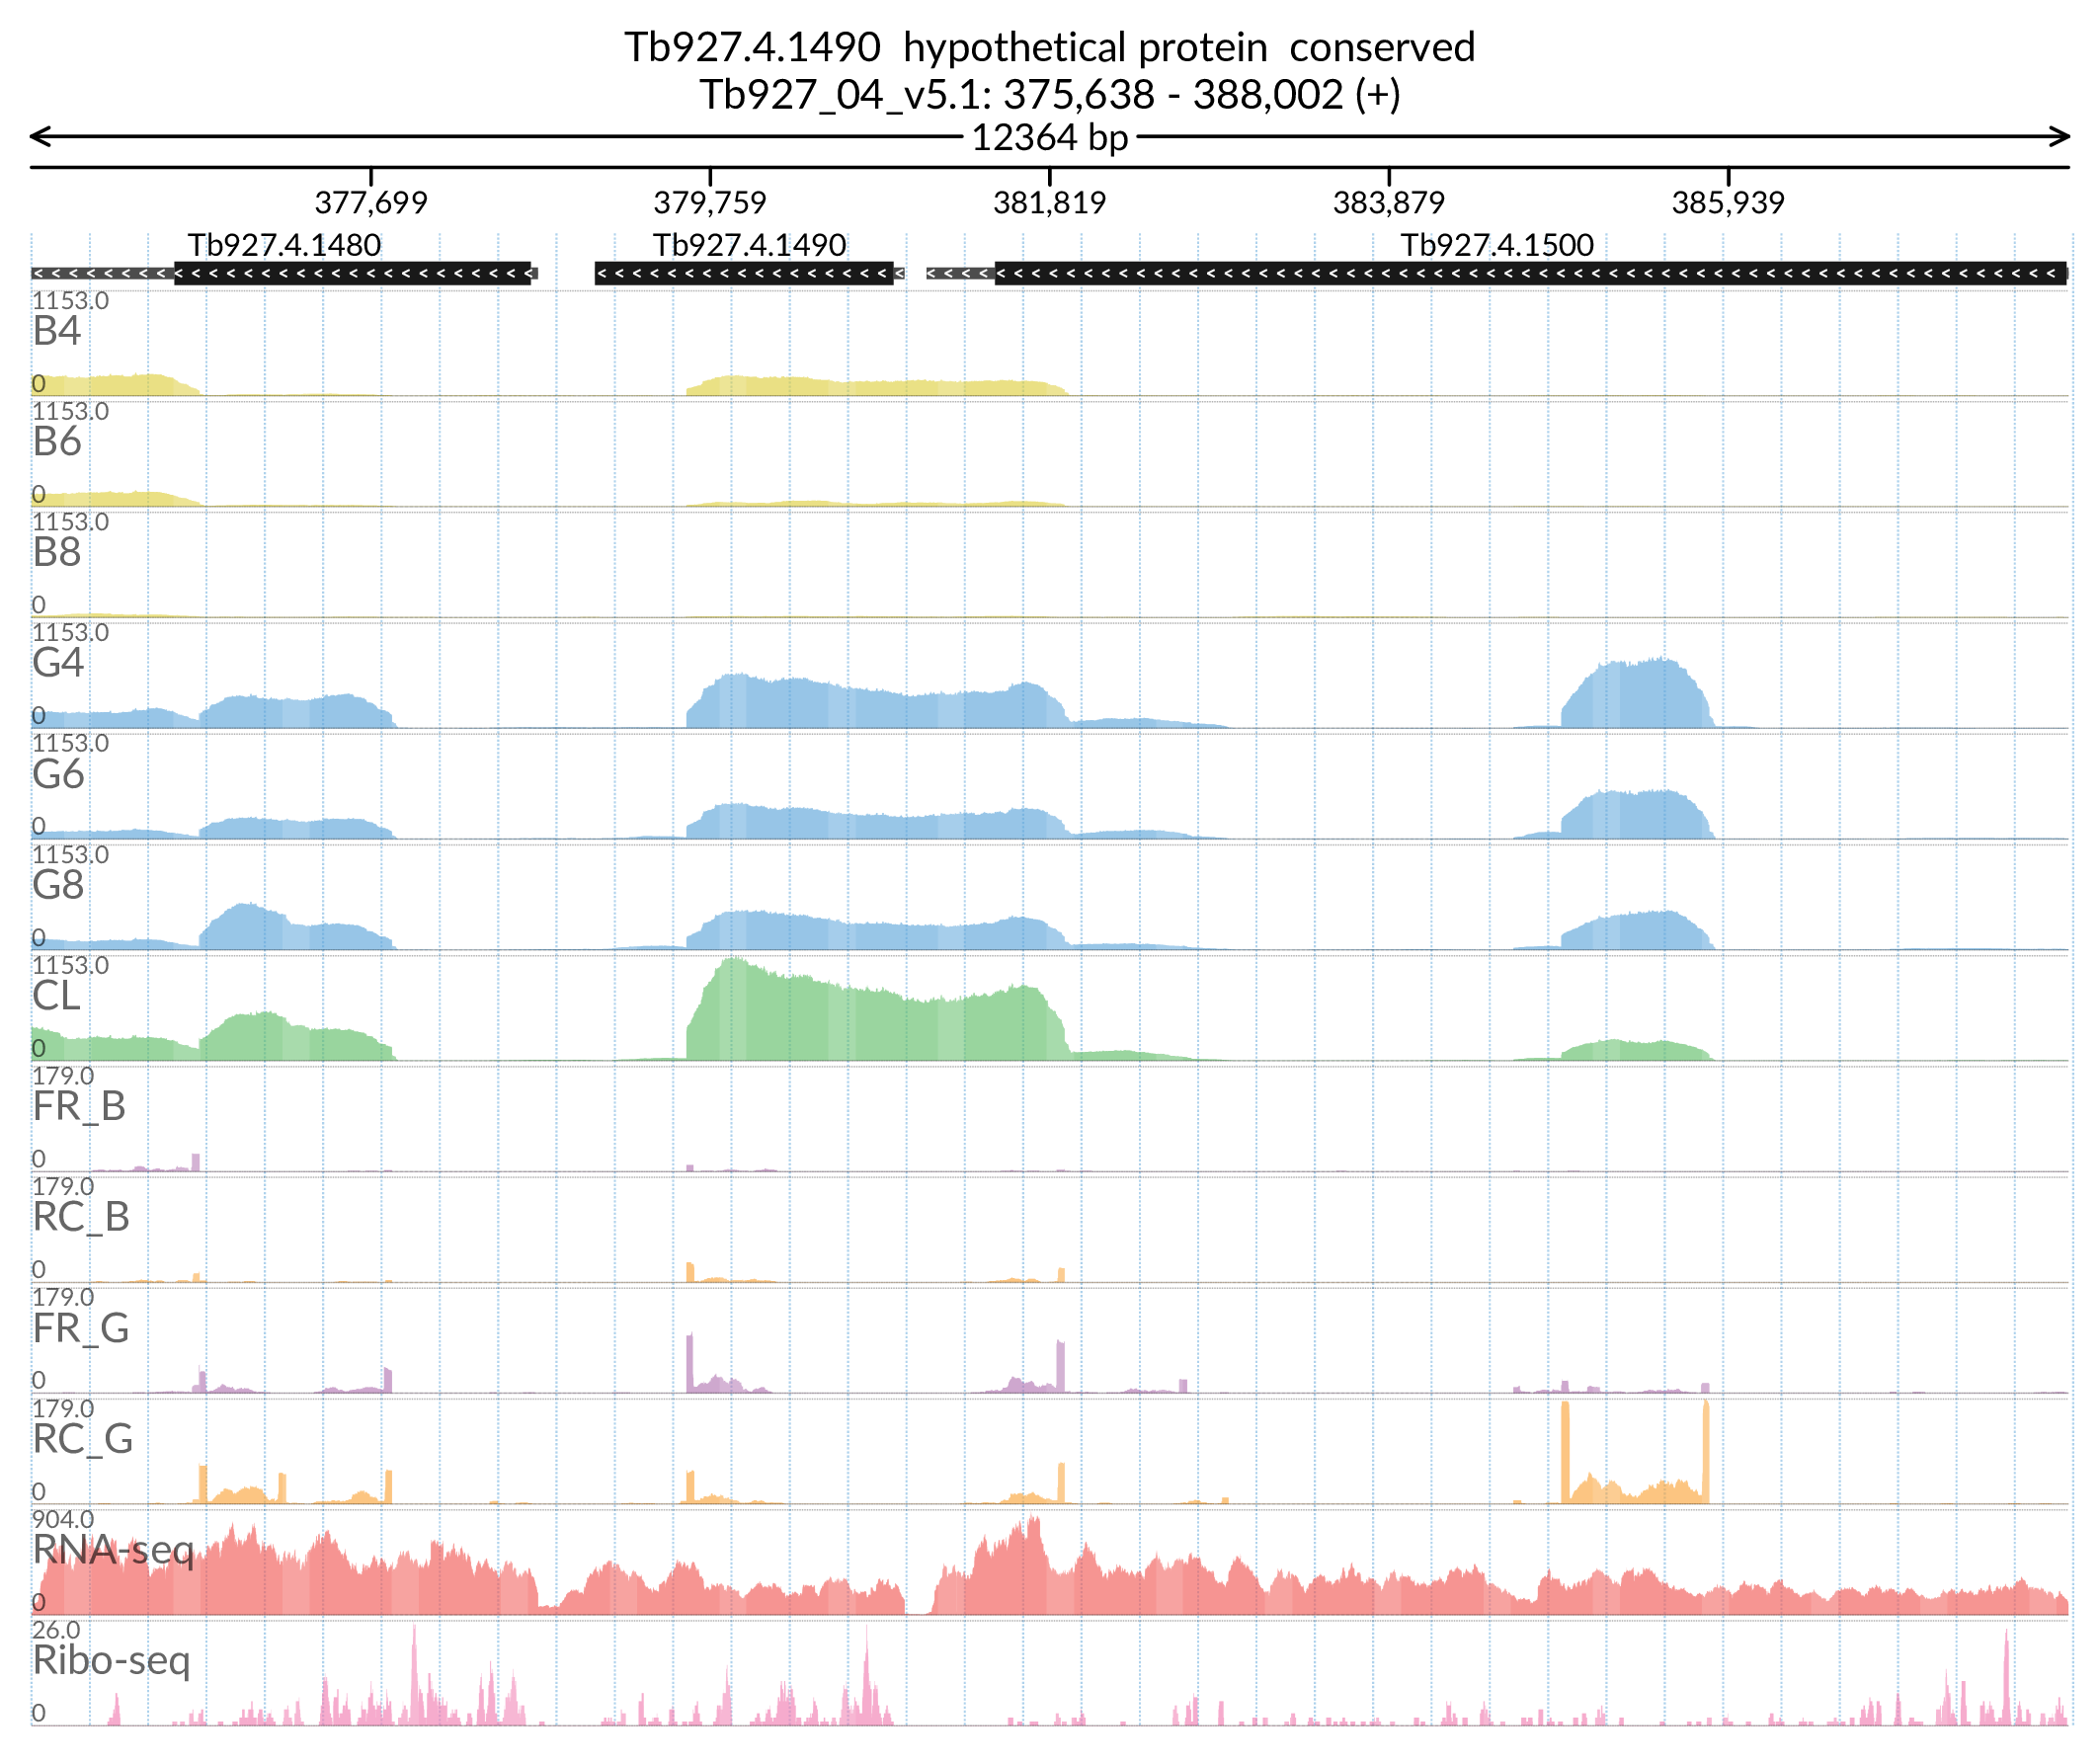 Tb927.4.1490  hypothetical protein  conserved
Tb927_04_v5.1: 375,638 - 388,002 (+)
12364 bp
377,699 379,759 381,819 383,879 385,939
Tb927.4.1480 Tb927.4.1490 Tb927.4.1500
1153.0
B4
0
1153.0
B6
0
1153.0
B8
0
1153.0
G4
0
1153.0
G6
0
1153.0
G8
0
1153.0
CL
0
179.0
FR_B
0
179.0
RC_B
0
179.0
FR_G
0
179.0
RC_G
0
904.0
RNA-seq
0
26.0
Ribo-seq
0